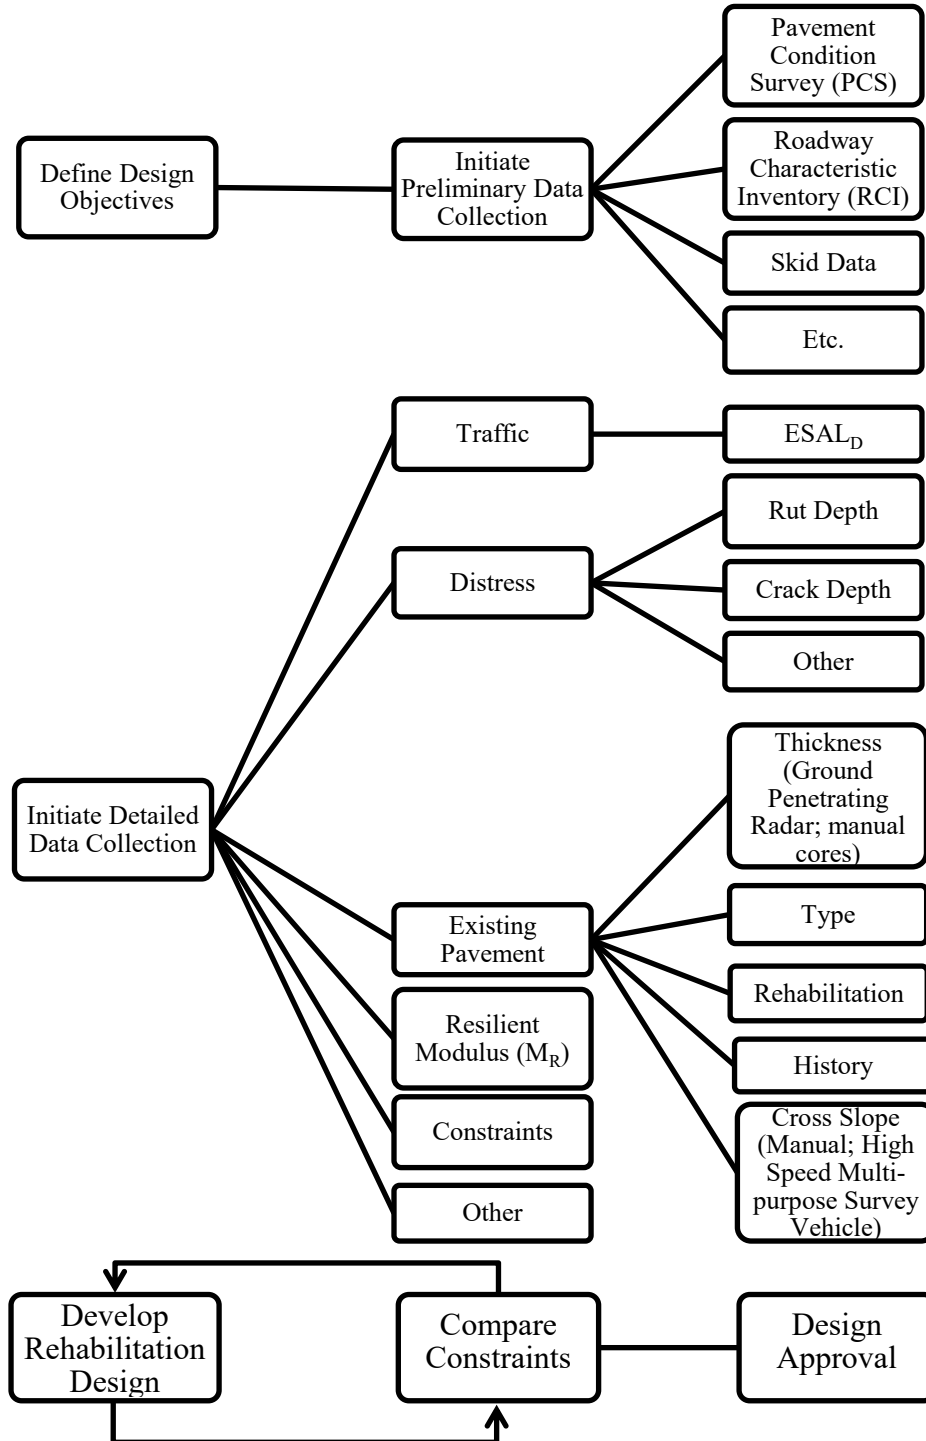 Pavement
Condition
Survey (PCS)
Define Design
Objectives
Initiate
Preliminary Data
Collection
Roadway
Characteristic
Inventory (RCI)
Skid Data
Etc.
Traffic
ESAL_D
Distress
Rut Depth
Crack Depth
Other
Initiate Detailed
Data Collection
Existing
Pavement
Thickness
(Ground
Penetrating
Radar; manual
cores)
Type
Rehabilitation
History
Cross Slope
(Manual; High
Speed Multi-
purpose Survey
Vehicle)
Resilient
Modulus (M_R)
Constraints
Other
Develop
Rehabilitation
Design
Compare
Constraints
Design
Approval